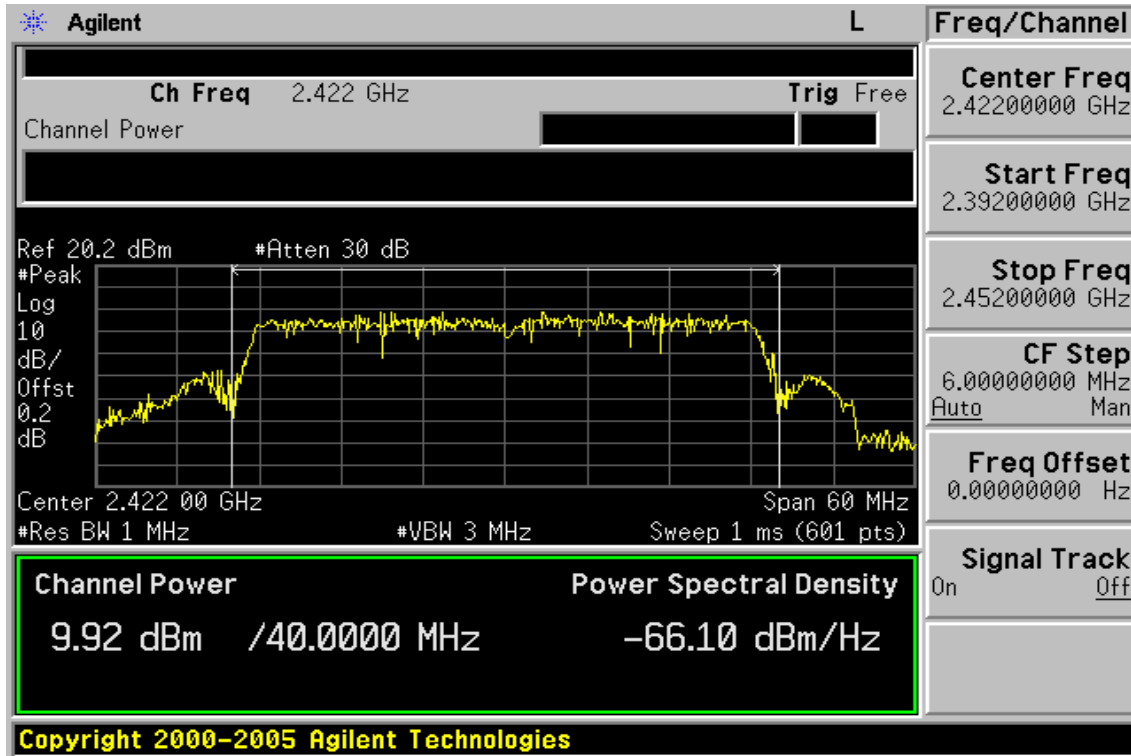 Agilent L
Ch Freq 2.422 GHz Trig Free
Channel Power
Ref 20.2 dBm #Atten 30 dB
#Peak
Log
10
dB/
Offst
0.2
dB
Center 2.422 00 GHz Span 60 MHz
#Res BW 1 MHz #VBW 3 MHz Sweep 1 ms (601 pts)
Channel Power Power Spectral Density
9.92 dBm /40.0000 MHz -66.10 dBm/Hz
Copyright 2000-2005 Agilent Technologies
Freq/Channel
Center Freq
2.42200000 GHz
Start Freq
2.39200000 GHz
Stop Freq
2.45200000 GHz
CF Step
6.00000000 MHz
Auto Man
Freq Offset
0.00000000 Hz
Signal Track
On Off